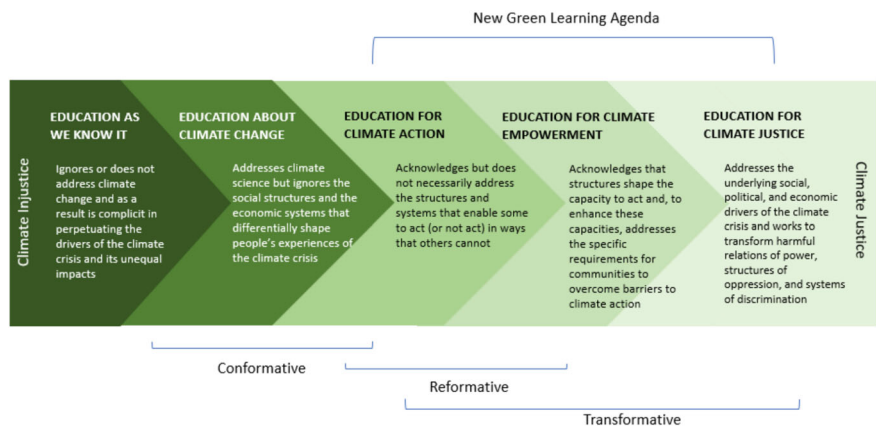 New Green Learning Agenda
Climate Injustice
EDUCATION AS
WE KNOW IT
Ignores or does not
address climate
change and as a
result is complicit in
perpetuating the
drivers of the climate
crisis and its unequal
impacts
EDUCATION ABOUT
CLIMATE CHANGE
Addresses climate
science but ignores the
social structures and the
economic systems that
differentially shape
people's experiences of
the climate crisis
EDUCATION FOR
CLIMATE ACTION
Acknowledges but does
not necessarily address
the structures and
systems that enable some
to act (or not act) in ways
that others cannot
EDUCATION FOR CLIMATE
EMPOWERMENT
Acknowledges that
structures shape the
capacity to act and, to
enhance these
capacities, addresses
the specific
requirements for
communities to
overcome barriers to
climate action
EDUCATION FOR
CLIMATE JUSTICE
Addresses the
underlying social,
political, and economic
drivers of the climate
crisis and works to
transform harmful
relations of power,
structures of
oppression, and systems
of discrimination
Climate Justice
Conformative
Reformative
Transformative